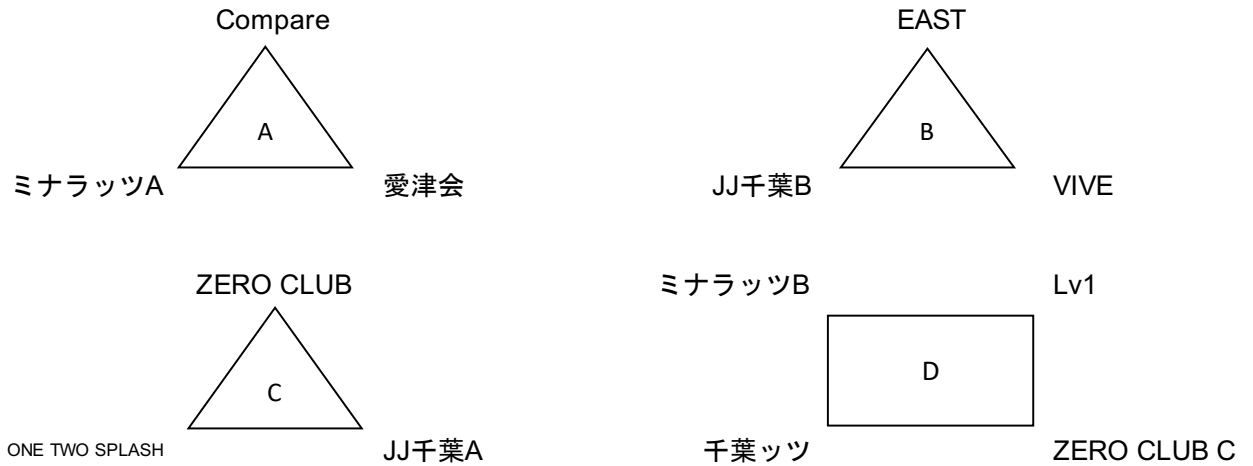 Compare
A
ミナラッツA
愛津会
EAST
B
JJ千葉B
VIVE
ZERO CLUB
C
ONE TWO SPLASH
JJ千葉A
ミナラッツB
Lv1
D
千葉ッツ
ZERO CLUB C